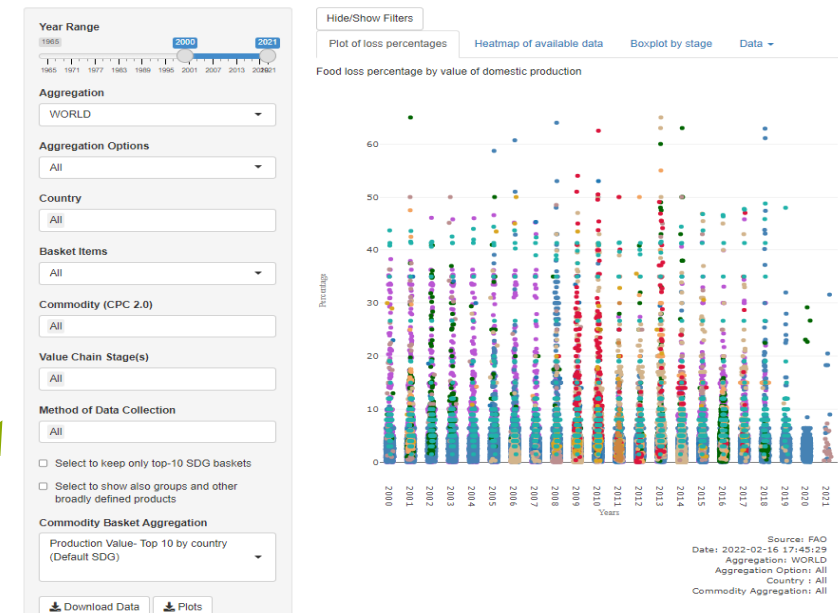 Year Range
1965
2000
2021
1965 1971 1977 1983 1989 1995 2001 2007 2013
Aggregation
WORLD
Aggregation Options
All
Country
All
Basket Items
All
Commodity (CPC 2.0)
All
Value Chain Stage(s)
All
Method of Data Collection
All
Select to keep only top-10 SDG baskets
Select to show also groups and other
broadly defined products
Commodity Basket Aggregation
Production Value- Top 10 by country
(Default SDG)
Download Data
Plots
Hide/Show Filters
Plot of loss percentages
Heatmap of available data
Boxplot by stage
Data
Food loss percentage by value of domestic production
60
50
40
30
20
10
0
Percentage
2000 2001 2002 2003 2004 2005 2006 2007 2008 2009 2010 2011 2012 2013 2014 2015 2016 2017 2018 2019 2020 2021
Years
Source: FAO
Date: 2022-02-16 17:45:29
Aggregation: WORLD
Aggregation Option: All
Country : All
Commodity Aggregation: All